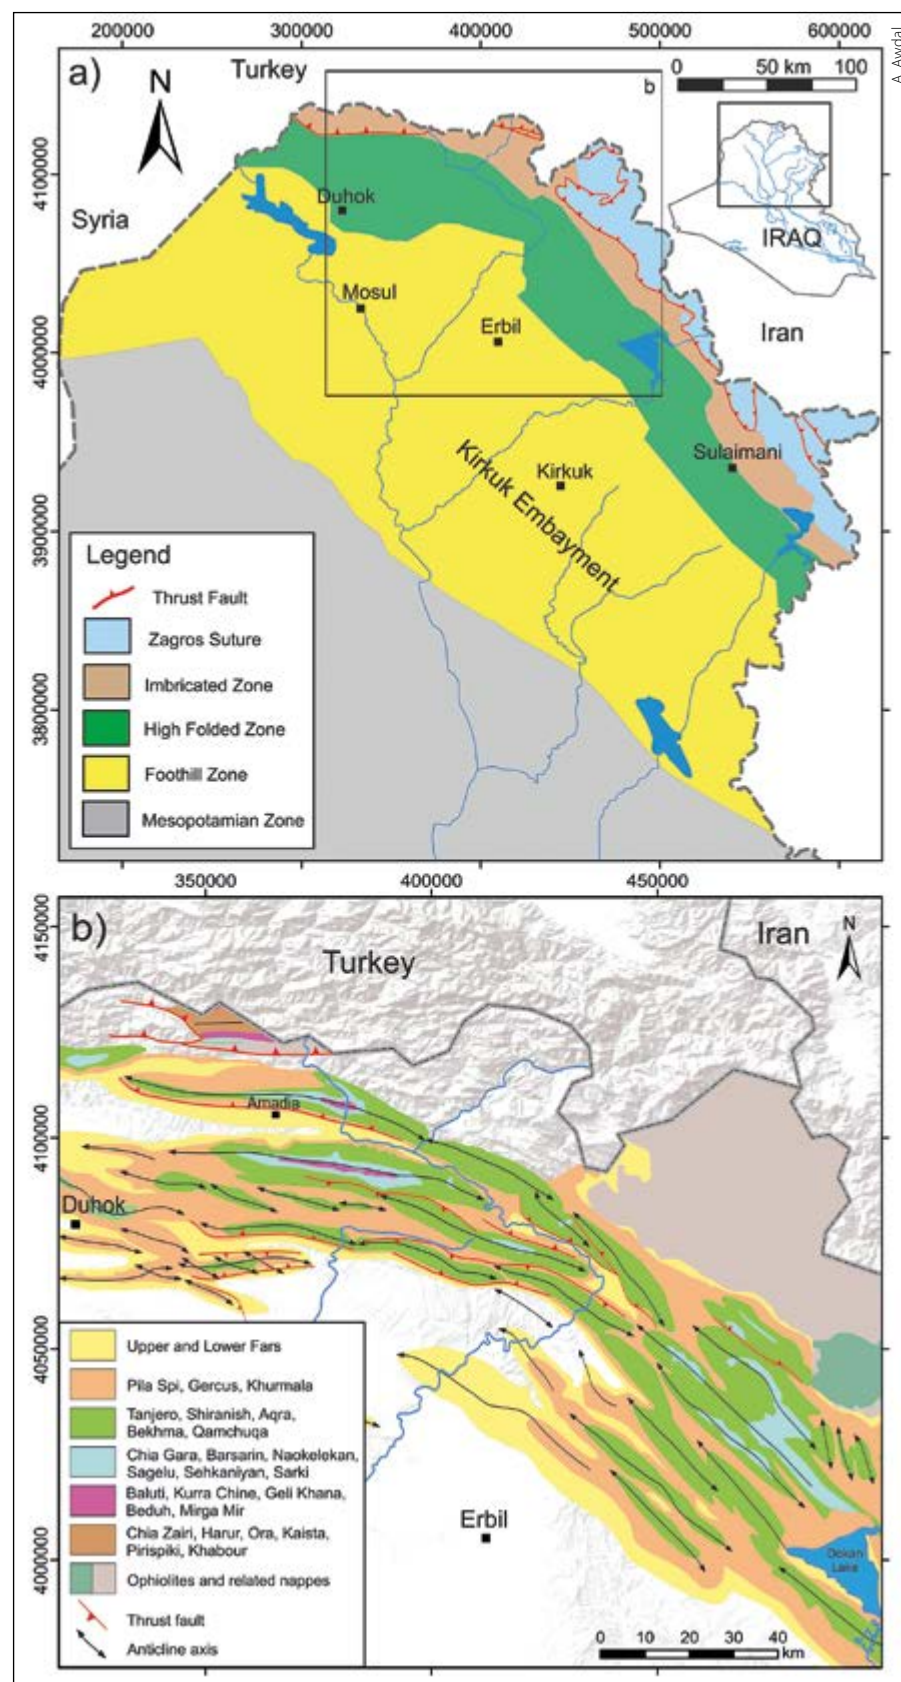 200000 300000 400000 500000 600000
A. Awdal
a)
N
Turkey
b
0 50 km 100
4100000
4000000
3900000
3800000
Syria
Duhok
IRAQ
Mosul
Erbil
Iran
Kirkuk Embayment
Kirkuk
Sulaimani
Legend
Thrust Fault
Zagros Suture
Imbricated Zone
High Folded Zone
Foothill Zone
Mesopotamian Zone
350000 400000 450000
b)
Turkey
Iran
N
4150000
4100000
4050000
4000000
Amadia
Duhok
Upper and Lower Fars
Pila Spi, Gercus, Khurmala
Tanjero, Shiranish, Aqra,
Bekhma, Qamchuqa
Chia Gara, Barsarin, Naokelekan,
Sagelu, Sehkaniyan, Sarki
Baluti, Kurra Chine, Geli Khana,
Beduh, Mirga Mir
Chia Zairi, Harur, Ora, Kaista,
Pirispiki, Khabour
Ophiolites and related nappes
Thrust fault
Anticline axis
Erbil
Dokan
Lake
0 10 20 30 40
km